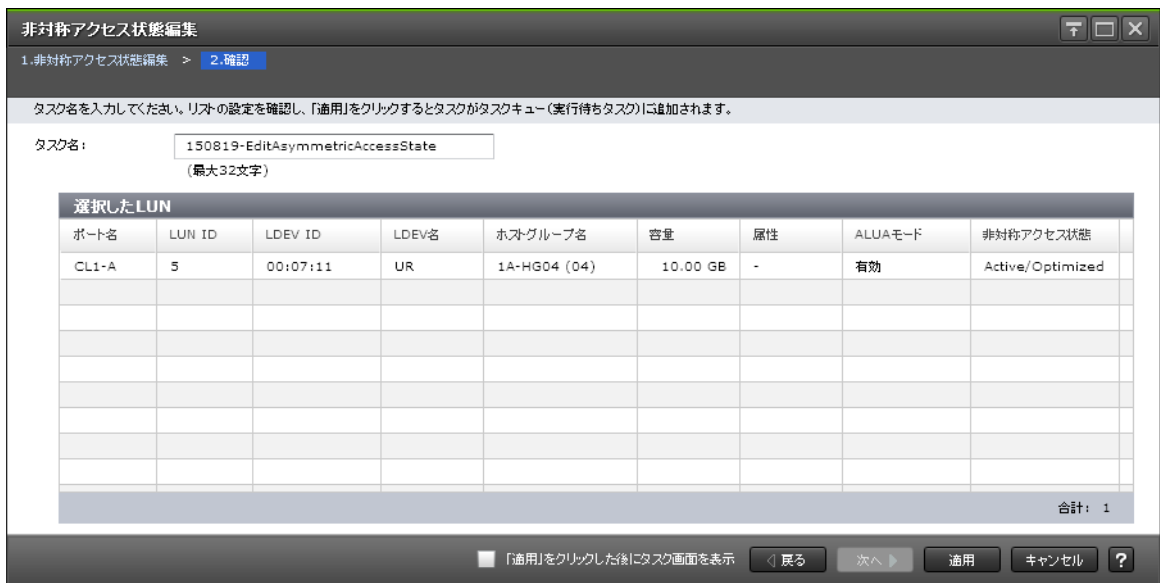 非対称アクセス状態編集
1.非対称アクセス状態編集 > 2.確認
タスク名を入力してください。リストの設定を確認し、「適用」をクリックするとタスクがタスクキュー(実行待ちタスク)に追加されます。
タスク名: 150819-EditAsymmetricAccessState
(最大32文字)
選択したLUN
ポート名 LUN ID LDEV ID LDEV名 ホストグループ名 容量 属性 ALUAモード 非対称アクセス状態
CL1-A 5 00:07:11 UR 1A-HG04 (04) 10.00 GB - 有効 Active/Optimized
合計: 1
「適用」をクリックした後にタスク画面を表示 戻る 次へ 適用 キャンセル ?